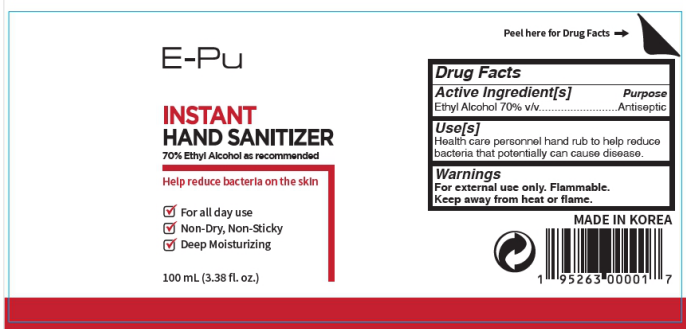 Peel here for Drug Facts →
E-Pu
INSTANT
HAND SANITIZER
70% Ethyl Alcohol as recommended
Help reduce bacteria on the skin
For all day use
Non-Dry, Non-Sticky
Deep Moisturizing
100 mL (3.38 fl. oz.)
Drug Facts
Active Ingredient[s] Purpose
Ethyl Alcohol 70% v/v.........................Antiseptic
Use[s]
Health care personnel hand rub to help reduce
bacteria that potentially can cause disease.
Warnings
For external use only. Flammable.
Keep away from heat or flame.
MADE IN KOREA
1 95263 00001 7